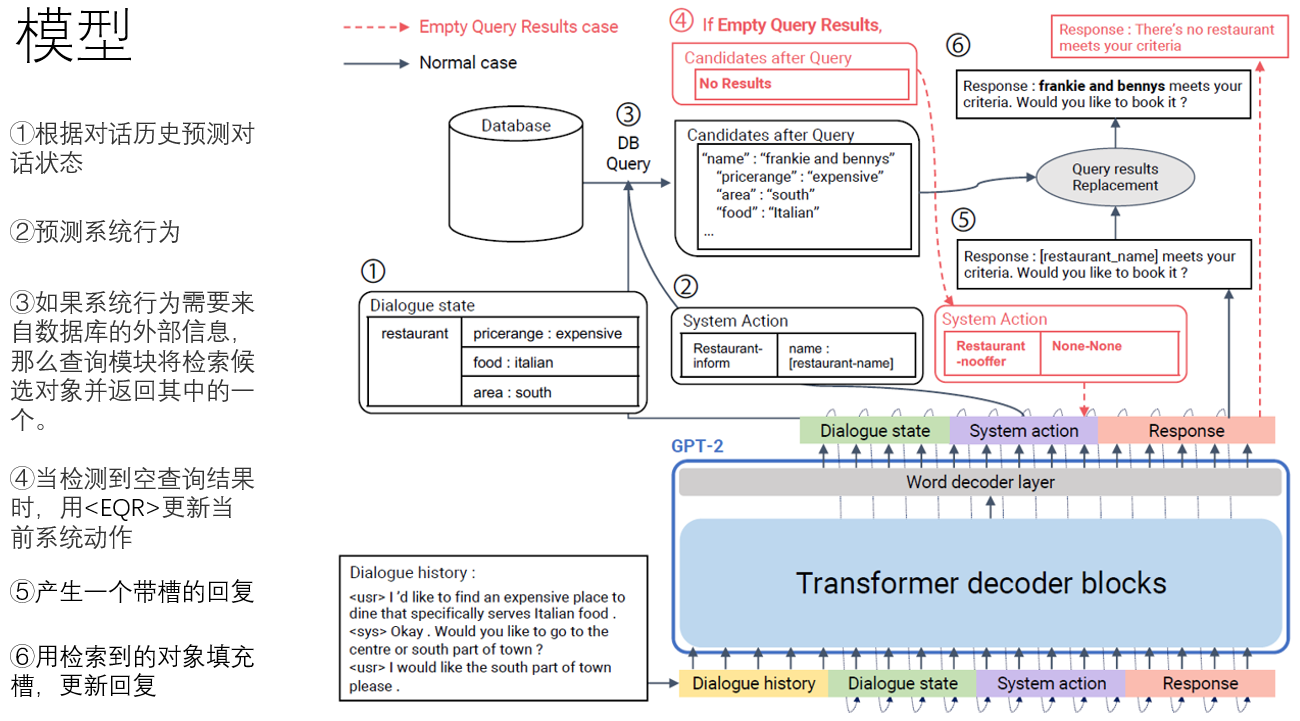 模型
①根据对话历史预测对
话状态
②预测系统行为
③如果系统行为需要来
自数据库的外部信息,
那么查询模块将检索候
选对象并返回其中的一
个。
④当检测到空查询结果
时, 用<EQR>更新当
前系统动作
⑤产生一个带槽的回复
⑥用检索到的对象填充
槽, 更新回复
Empty Query Results case
Normal case
④ If Empty Query Results,
Candidates after Query
No Results
⑥
Response : There's no restaurant
meets your criteria
Response : frankie and bennys meets your
criteria. Would you like to book it ?
Database
③
DB
Query
Candidates after Query
“name” : “frankie and bennys”
“pricerange” : “expensive”
“area” : “south”
“food” : “Italian”
...
Query results
Replacement
⑤
Response : [restaurant_name] meets your
criteria. Would you like to book it ?
①
Dialogue state
restaurant
pricerange : expensive
food : italian
area : south
②
System Action
Restaurant-
inform
name :
[restaurant-name]
System Action
Restaurant
-nooffer
None-None
Dialogue state
System action
Response
GPT-2
Word decoder layer
Transformer decoder blocks
Dialogue history :
<usr> I ’d like to find an expensive place to
dine that specifically serves Italian food .
<sys> Okay . Would you like to go to the
centre or south part of town ?
<usr> I would like the south part of town
please .
Dialogue history
Dialogue state
System action
Response